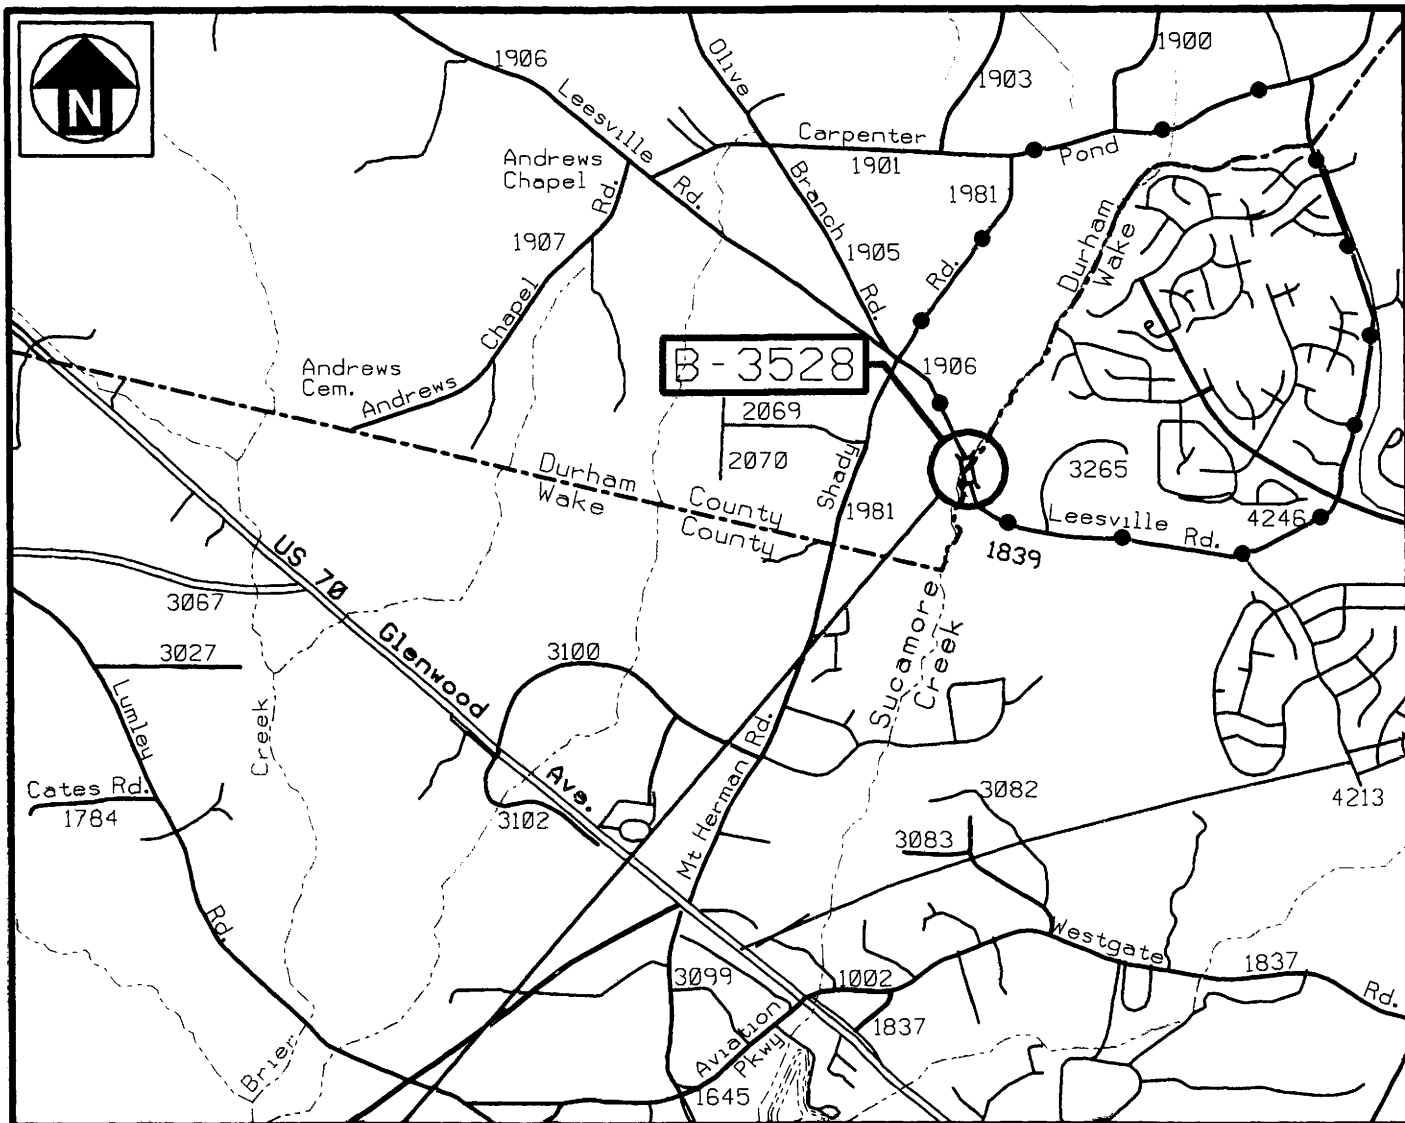 N
1906
Leesville
Rd.
Olive
Branch
1905
Rd.
1903
1900
Carpenter
1901
Pond
1981
Rd.
Andrews
Chapel
Rd.
1907
Chapel
Andrews
Andrews
Cem.
Durham
Wake
B-3528
1906
2069
2070
Shady
1981
3265
4246
Leesville
Rd.
1839
Durham
Wake
County
County
US 70
Glenwood
Ave.
3067
3027
Lumley
Rd.
Creek
Brier
Cates Rd.
1784
3100
3102
Mt Herman Rd.
Sucamore
Creek
3082
3083
4213
Westgate
1837
Rd.
3099
1002
1837
Aviation
Pkwy
1645